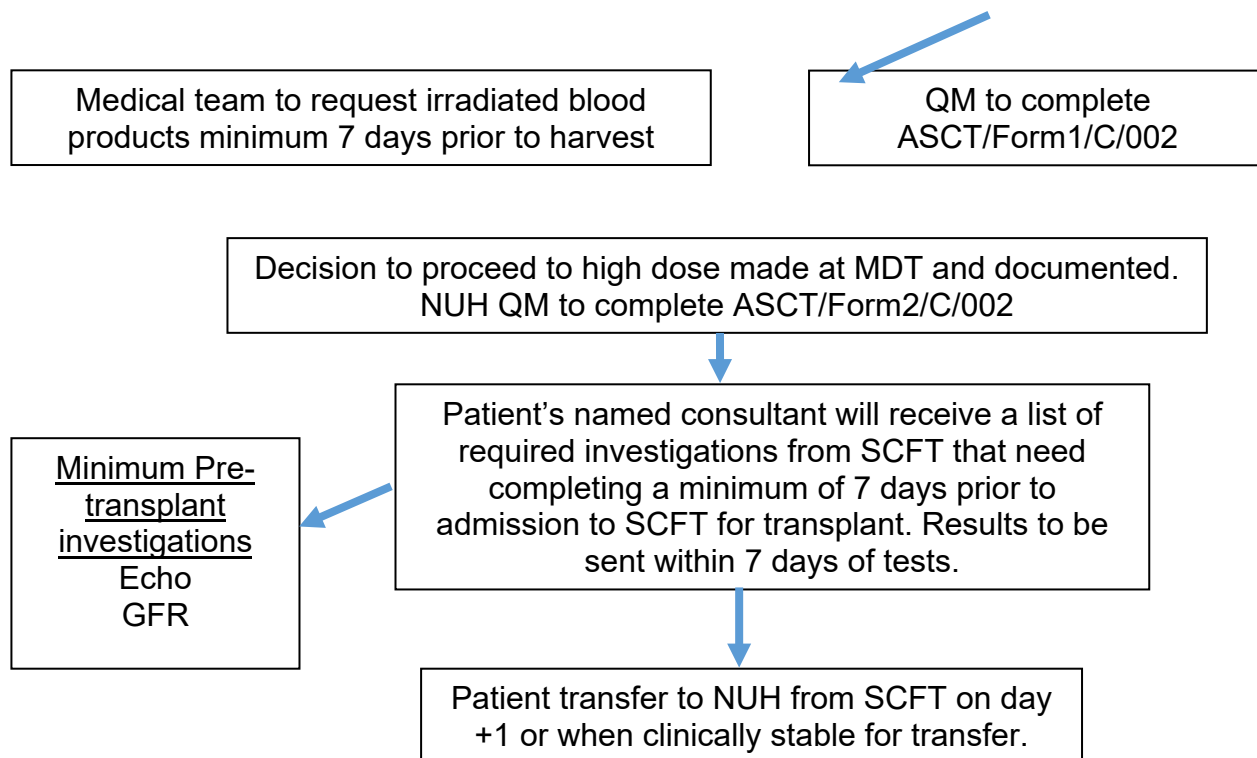 Medical team to request irradiated blood
products minimum 7 days prior to harvest
QM to complete
ASCT/Form1/C/002
Decision to proceed to high dose made at MDT and documented.
NUH QM to complete ASCT/Form2/C/002
Patient’s named consultant will receive a list of
required investigations from SCFT that need
completing a minimum of 7 days prior to
admission to SCFT for transplant. Results to be
sent within 7 days of tests.
Minimum Pre-
transplant
investigations
Echo
GFR
Patient transfer to NUH from SCFT on day
+1 or when clinically stable for transfer.